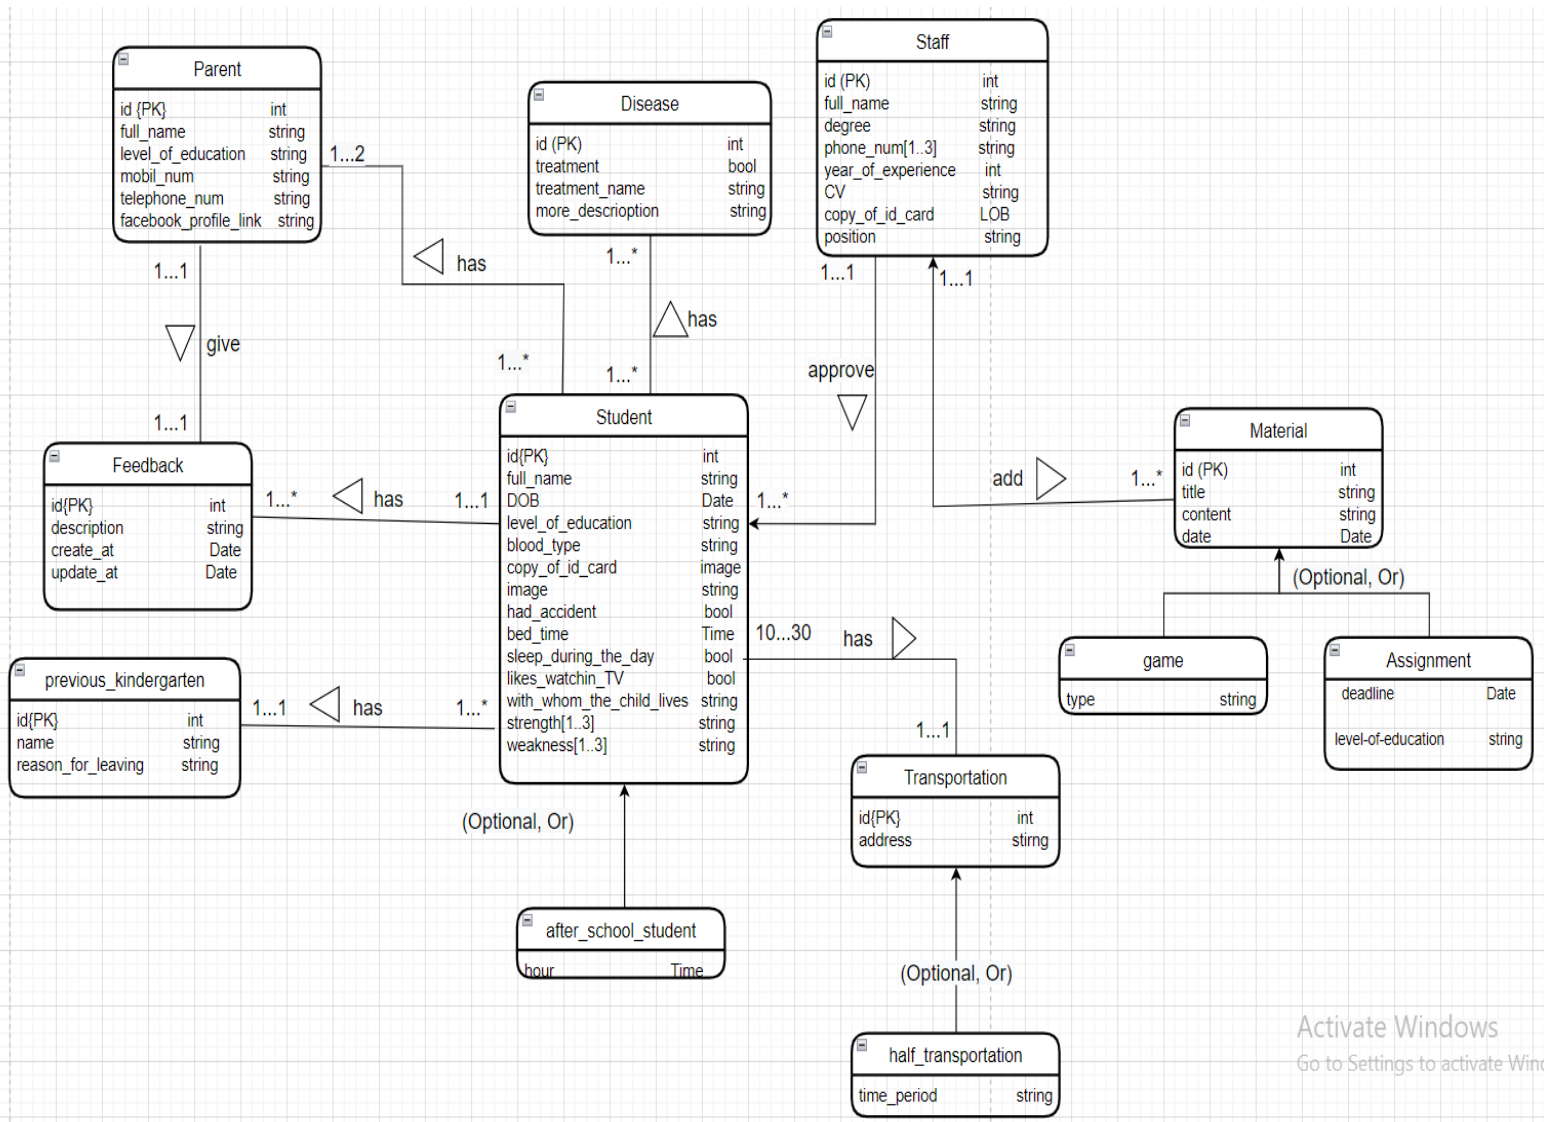 Parent
id {PK} int
full_name string
level_of_education string
mobil_num string
telephone_num string
facebook_profile_link string
Disease
id (PK) int
treatment bool
treatment_name string
more_descrioption string
Staff
id (PK) int
full_name string
degree string
phone_num[1..3] string
year_of_experience int
CV string
copy_of_id_card LOB
position string
1...2
has
1...1
give
1...1
1...*
has
1...*
1...*
1...1
approve
1...*
1...1
add
1...*
Feedback
id{PK} int
description string
create_at Date
update_at Date
1...*
has
1...1
Student
id{PK} int
full_name string
DOB Date
level_of_education string
blood_type string
copy_of_id_card image
image string
had_accident bool
bed_time Time
sleep_during_the_day bool
likes_watchin_TV bool
with_whom_the_child_lives string
strength[1..3] string
weakness[1..3] string
Material
id (PK) int
title string
content string
date Date
(Optional, Or)
game
type string
Assignment
deadline Date
level-of-education string
previous_kindergarten
id{PK} int
name string
reason_for_leaving string
1...1
has
1...*
10...30
has
1...1
Transportation
id{PK} int
address stirng
(Optional, Or)
after_school_student
hour Time
(Optional, Or)
half_transportation
time_period string
Activate Windows
Go to Settings to activate Win